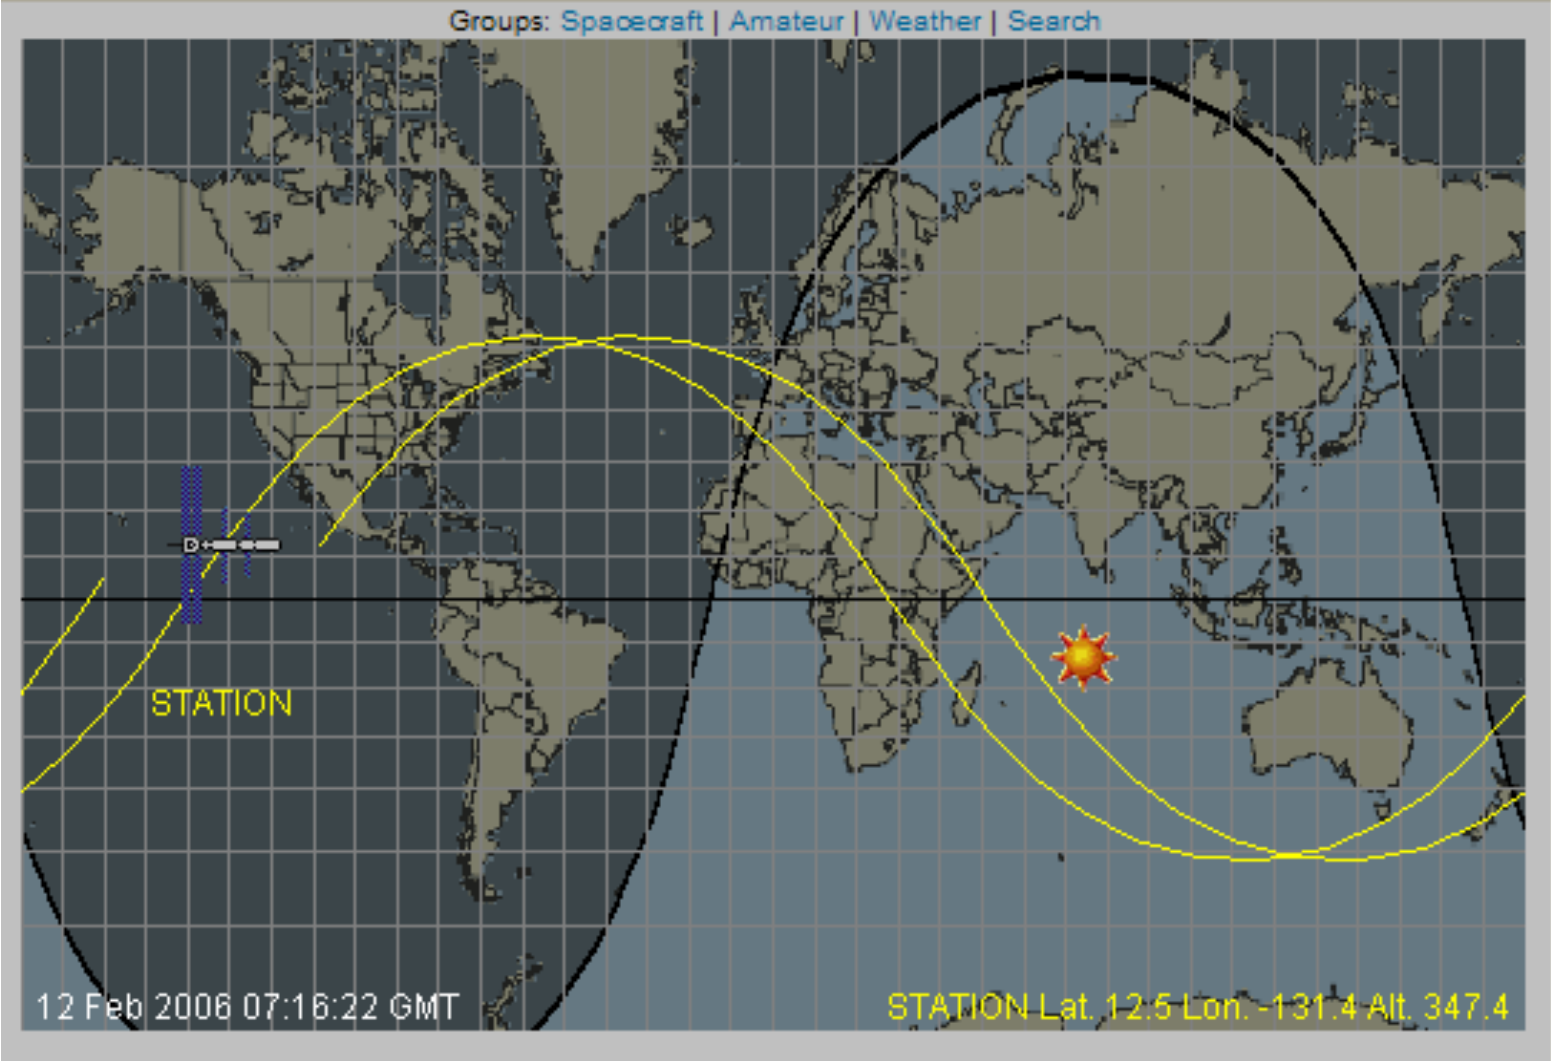 Groups: Spacecraft | Amateur | Weather | Search
STATION
12 Feb 2006 07:16:22 GMT
STATION Lat. 12.5 Lon. -131.4 Alt. 347.4